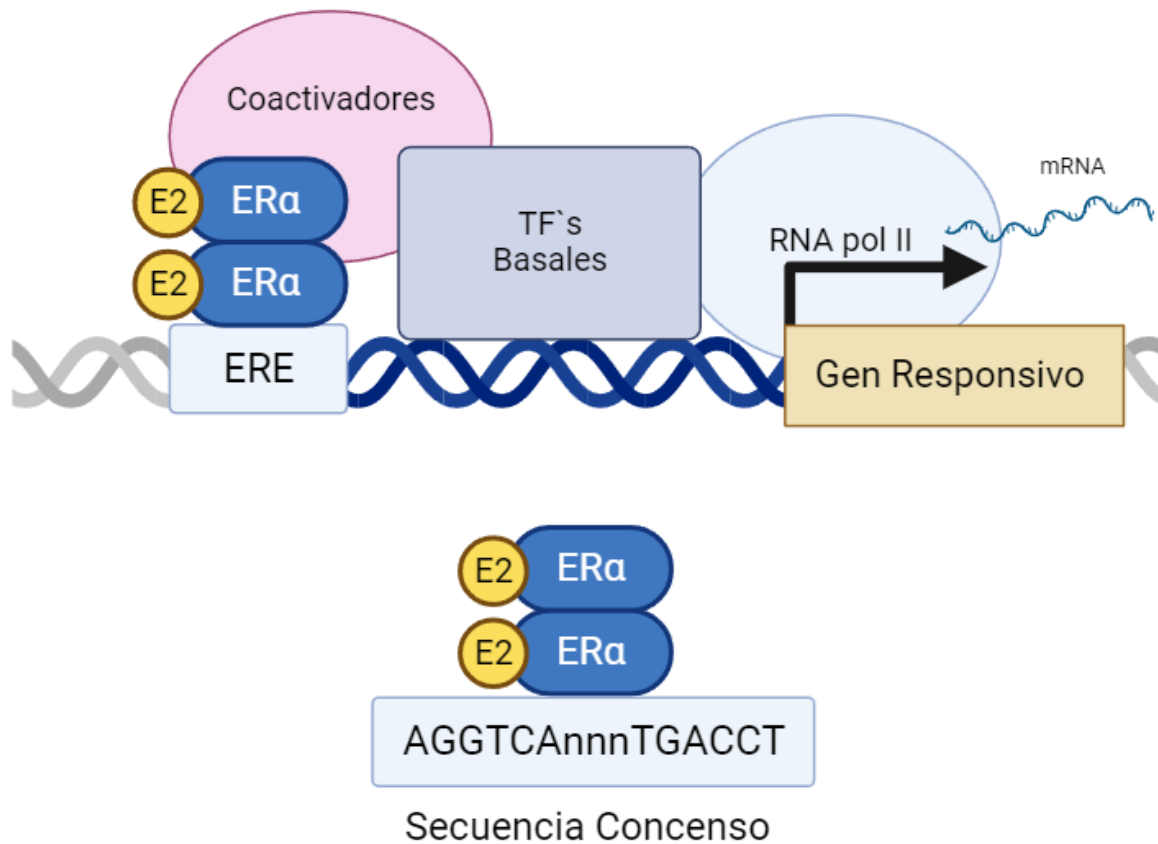 Coactivadores
E2 ERα
E2 ERα
ERE
TF`s
Basales
RNA pol II
mRNA
Gen Responsivo
E2 ERα
E2 ERα
AGGTCAnnnTGACCT
Secuencia Concenso